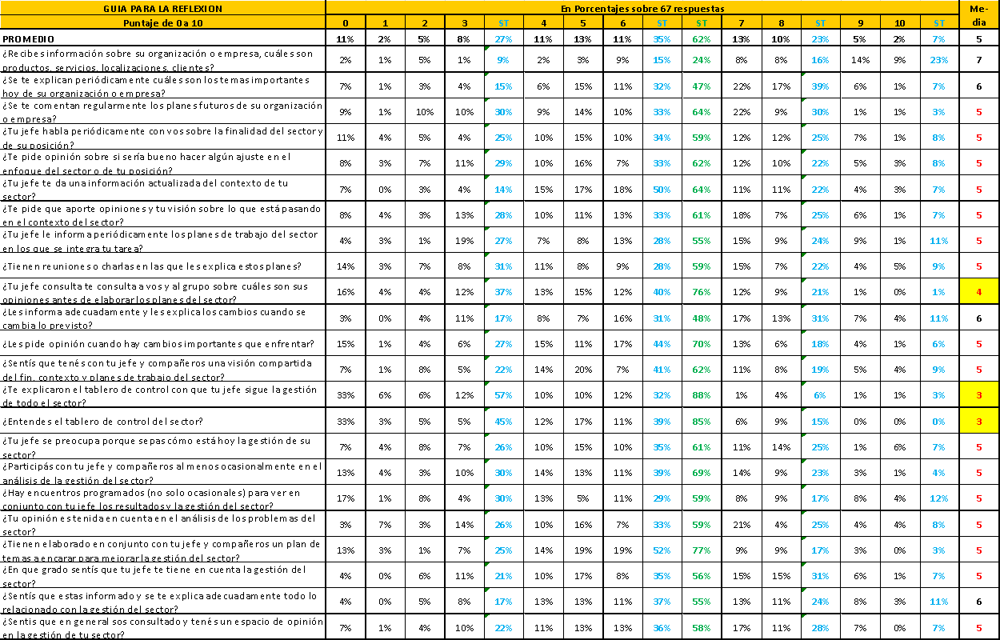 GUIA PARA LA REFLEXION En Porcentajes sobre 67 respuestas Me-
Puntaje de 0 a 10 0 1 2 3 ST 4 5 6 ST ST 7 8 ST 9 10 ST dia
PROMEDIO 11% 2% 5% 8% 27% 11% 13% 11% 35% 62% 13% 10% 23% 5% 2% 7% 5
¿Recibes información sobre su organización o empresa, cuáles son
productos, servicios, localizaciones, clientes? 2% 1% 5% 1% 9% 2% 3% 9% 15% 24% 8% 8% 16% 14% 9% 23% 7
¿Se te explican periódicamente cuáles son los temas importantes
hoy de su organización o empresa? 7% 1% 3% 4% 15% 6% 15% 11% 32% 47% 22% 17% 39% 6% 1% 7% 6
¿Se te comentan regularmente los planes futuros de su organización
o empresa? 9% 1% 10% 10% 30% 9% 14% 10% 33% 64% 22% 9% 30% 1% 1% 3% 5
¿Tu jefe habla periódicamente con vos sobre la finalidad del sector y
de su posición? 11% 4% 5% 4% 25% 10% 15% 10% 34% 59% 12% 12% 25% 7% 1% 8% 5
¿Te pide opinión sobre si sería bueno hacer algún ajuste en el
enfoque del sector o de tu posición? 8% 3% 7% 11% 29% 10% 16% 7% 33% 62% 12% 10% 22% 5% 3% 8% 5
¿Tu jefe te da una información actualizada del contexto de tu
sector? 7% 0% 3% 4% 14% 15% 17% 18% 50% 64% 11% 11% 22% 4% 3% 7% 5
¿Te pide que aporte opiniones y tu visión sobre lo que está pasando
en el contexto del sector? 8% 4% 3% 13% 28% 10% 11% 13% 33% 61% 18% 7% 25% 6% 1% 7% 5
¿Tu jefe le informa periódicamente los planes de trabajo del sector
en los que se integra tu tarea? 4% 3% 1% 19% 27% 7% 8% 13% 28% 55% 15% 9% 24% 9% 1% 11% 5
¿Tienen reuniones o charlas en las que les explica estos planes? 14% 3% 7% 8% 31% 11% 8% 9% 28% 59% 15% 7% 22% 4% 5% 9% 5
¿Tu jefe consulta te consulta a vos y al grupo sobre cuáles son sus
opiniones antes de elaborar los planes del sector? 16% 4% 4% 12% 37% 13% 15% 12% 40% 76% 12% 9% 21% 1% 0% 1% 4
¿Les informa adecuadamente y les explica los cambios cuando se
cambia lo previsto? 3% 0% 4% 11% 17% 8% 7% 16% 31% 48% 17% 13% 31% 7% 4% 11% 6
¿Les pide opinión cuando hay cambios importantes que enfrentar? 15% 1% 4% 6% 27% 15% 11% 17% 44% 70% 13% 6% 18% 4% 1% 6% 5
¿Sentís que tenés con tu jefe y compañeros una visión compartida
del fin, contexto y planes de trabajo del sector? 7% 1% 8% 5% 22% 14% 20% 7% 41% 62% 11% 8% 19% 5% 4% 9% 5
¿Te explicaron el tablero de control con que tu jefe sigue la gestión
de todo el sector? 33% 6% 6% 12% 57% 10% 10% 12% 32% 88% 1% 4% 6% 1% 1% 3% 3
¿Entendes el tablero de control del sector? 33% 3% 5% 5% 45% 12% 17% 11% 39% 85% 6% 9% 15% 0% 0% 0% 3
¿Tu jefe se preocupa porque sepas cómo está hoy la gestión de su
sector? 7% 4% 8% 7% 26% 10% 15% 10% 35% 61% 11% 14% 25% 1% 6% 7% 5
¿Participás con tu jefe y compañeros al menos ocasionalmente en el
análisis de la gestión del sector? 13% 4% 3% 10% 30% 14% 13% 11% 39% 69% 14% 9% 23% 3% 1% 4% 5
¿Hay encuentros programados (no solo ocasionales) para ver en
conjunto con tu jefe los resultados y la gestión del sector? 17% 1% 8% 4% 30% 13% 5% 11% 29% 59% 8% 9% 17% 8% 4% 12% 5
¿Tu opinión es tenida en cuenta en el análisis de los problemas del
sector? 3% 7% 3% 14% 26% 10% 16% 7% 33% 59% 21% 4% 25% 4% 4% 8% 5
¿Tienen elaborado en conjunto con tu jefe y compañeros un plan de
temas a encarar para mejorar la gestión del sector? 13% 3% 1% 7% 25% 14% 19% 19% 52% 77% 9% 9% 17% 3% 0% 3% 5
¿En que grado sentís que tu jefe te tiene en cuenta la gestión del
sector? 4% 0% 6% 11% 21% 10% 17% 8% 35% 56% 15% 15% 31% 6% 1% 7% 5
¿Sentís que estas informado y se te explica adecuadamente todo lo
relacionado con la gestión del sector? 4% 0% 5% 8% 17% 13% 13% 11% 37% 55% 13% 11% 24% 8% 3% 11% 6
¿Sentis que en general sos consultado y tenés un espacio de opinión
en la gestión de tu sector? 7% 1% 4% 10% 22% 11% 13% 13% 36% 58% 17% 11% 28% 7% 0% 7% 5